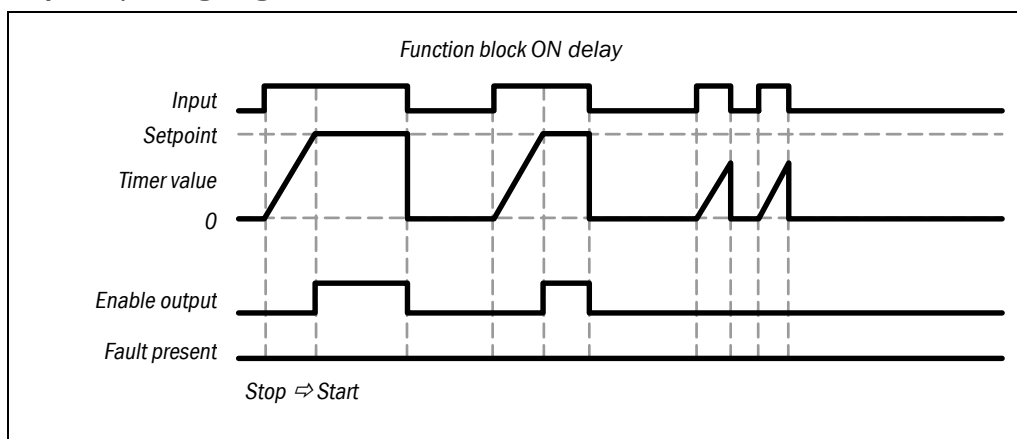 Function block ON delay
Input
Setpoint
Timer value
0
Enable output
Fault present
Stop ⇨ Start